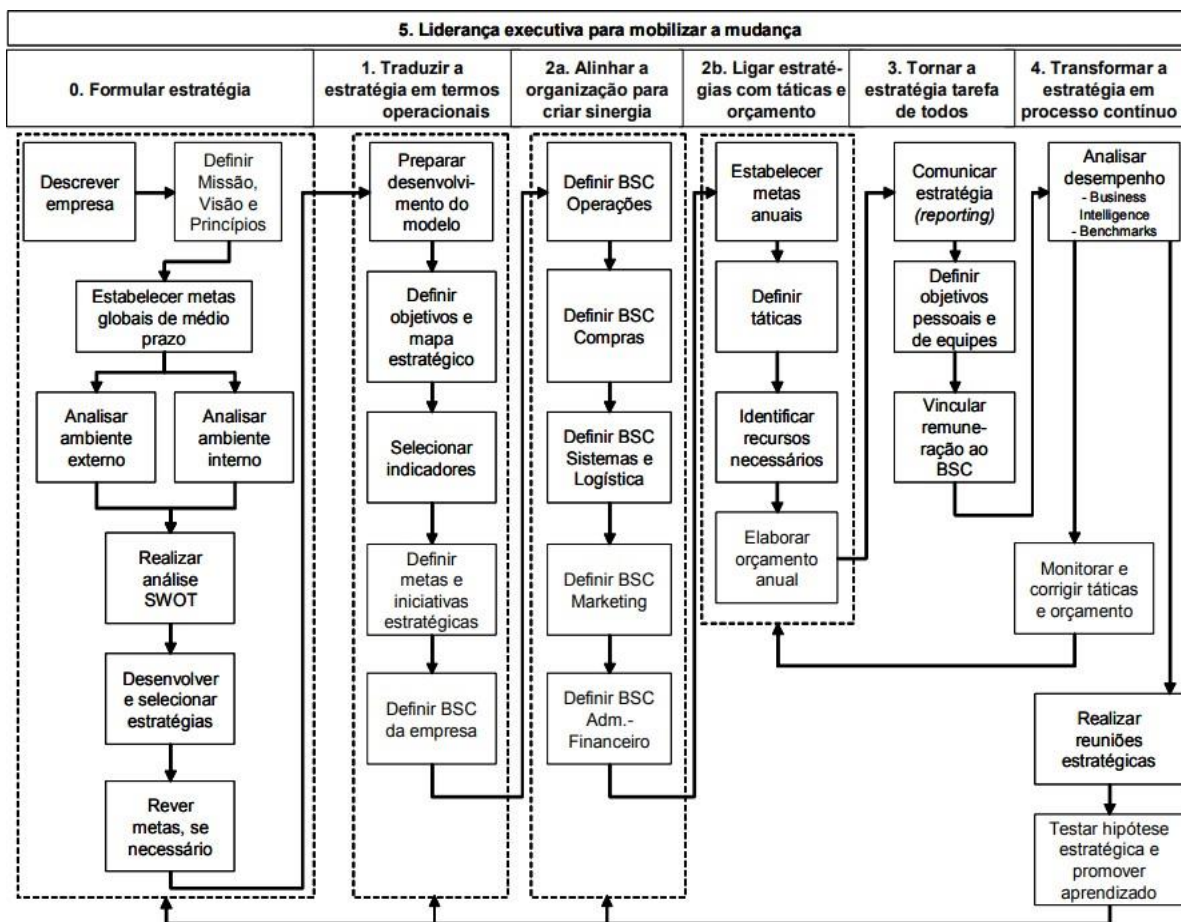 5. Liderança executiva para mobilizar a mudança
0. Formular estratégia
1. Traduzir a
estratégia em termos
operacionais
2a. Alinhar a
organização para
criar sinergia
2b. Ligar estraté-
gias com táticas e
orçamento
3. Tornar a
estratégia tarefa
de todos
4. Transformar a
estratégia em
processo contínuo
Descrever
empresa
Definir
Missão,
Visão e
Princípios
Estabelecer metas
globais de médio
prazo
Analisar
ambiente
externo
Analisar
ambiente
interno
Realizar
análise
SWOT
Desenvolver
e selecionar
estratégias
Rever
metas, se
necessário
Preparar
desenvolvi-
mento do
modelo
Definir
objetivos e
mapa
estratégico
Selecionar
indicadores
Definir
metas e
iniciativas
estratégicas
Definir BSC
da empresa
Definir BSC
Operações
Definir BSC
Compras
Definir BSC
Sistemas e
Logística
Definir BSC
Marketing
Definir BSC
Adm.-
Financeiro
Estabelecer
metas
anuais
Definir
táticas
Identificar
recursos
necessários
Elaborar
orçamento
anual
Comunicar
estratégia
(reporting)
Definir
objetivos
pessoais e
de equipes
Vincular
remune-
ração ao
BSC
Analisar
desempenho
- Business
Intelligence
- Benchmarks
Monitorar e
corrigir táticas
e orçamento
Realizar
reuniões
estratégicas
Testar hipótese
estratégica e
promover
aprendizado